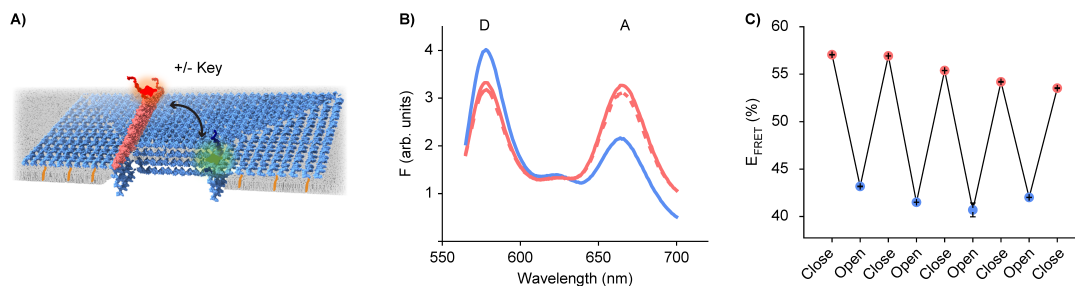 A)
+/- Key
B)
D
A
4
3
2
1
F (arb. units)
550
600
650
700
Wavelength (nm)
C)
60
55
50
45
40
E_FRET (%)
Close
Open
Close
Open
Close
Open
Close
Open
Close